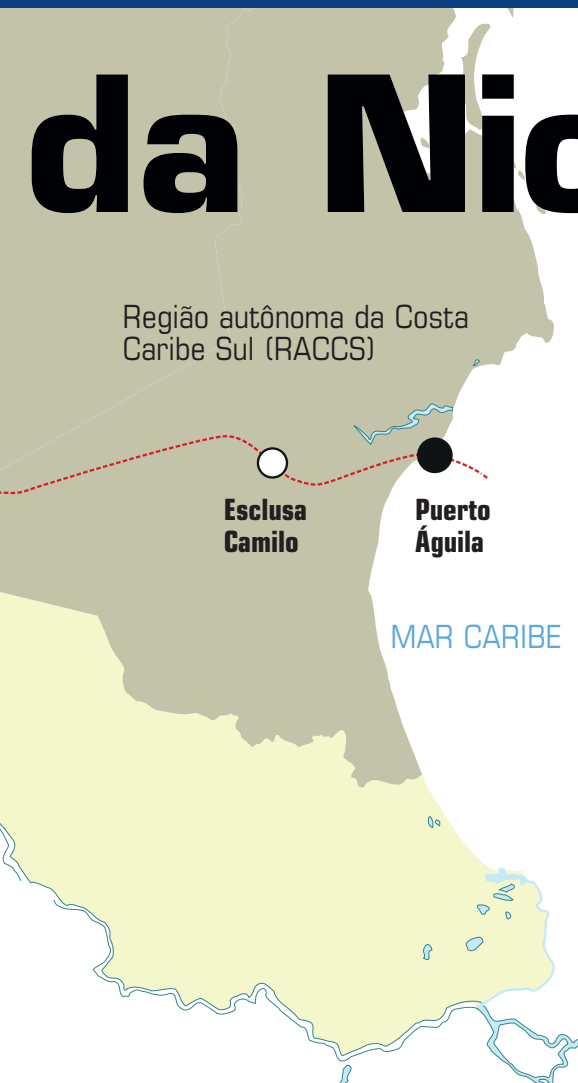 da Nic
Região autônoma da Costa
Caribe Sul (RACCS)
Esclusa
Camilo
Puerto
Águila
MAR CARIBE